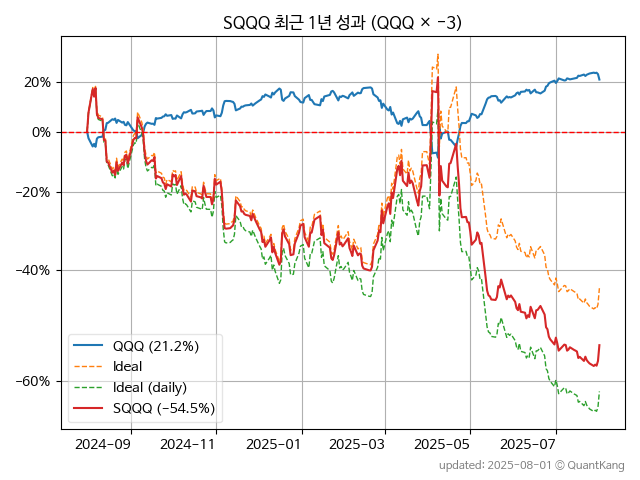 SQQQ 최근 1년 성과 (QQQ × −3)
20%
0%
−20%
−40%
−60%
QQQ (21.2%)
Ideal
Ideal (daily)
SQQQ (−54.5%)
2024−09
2024−11
2025−01
2025−03
2025−05
2025−07
updated: 2025-08-01 © QuantKang